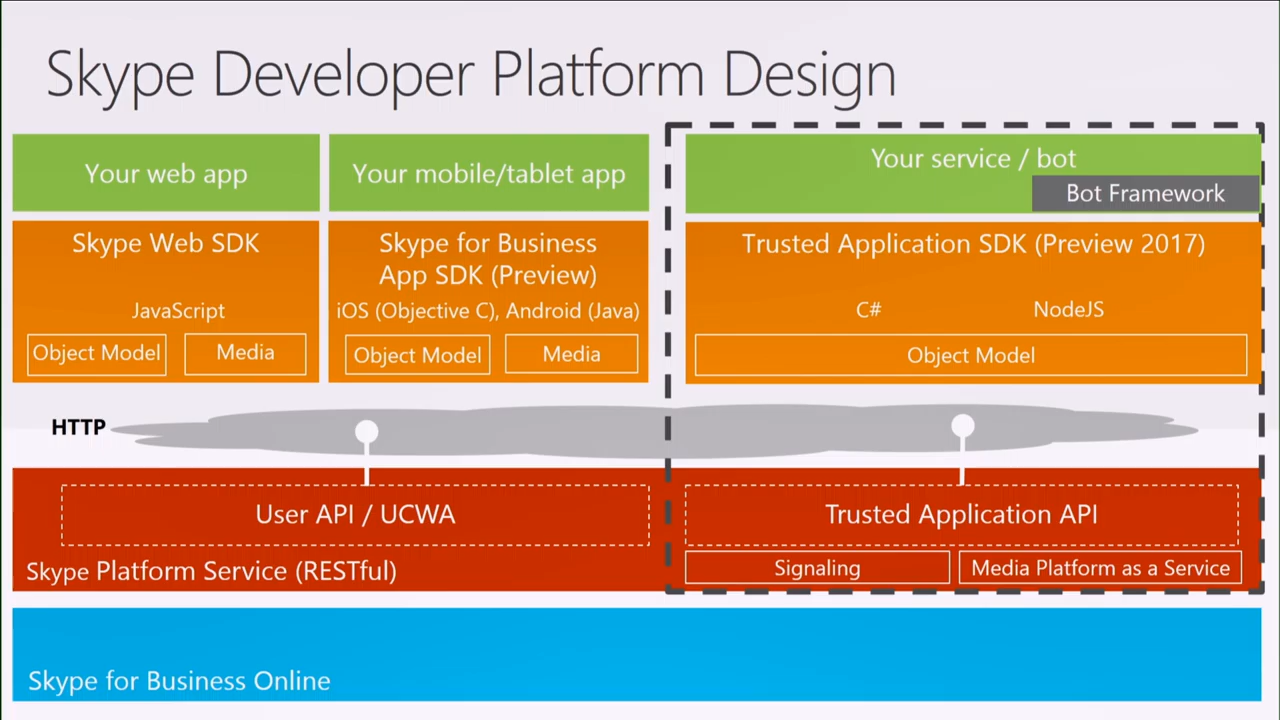 Skype Developer Platform Design
Your web app
Your mobile/tablet app
Your service / bot
Bot Framework
Skype Web SDK
JavaScript
Object Model
Media
Skype for Business
App SDK (Preview)
iOS (Objective C), Android (Java)
Object Model
Media
Trusted Application SDK (Preview 2017)
C#
NodeJS
Object Model
HTTP
User API / UCWA
Skype Platform Service (RESTful)
Trusted Application API
Signaling
Media Platform as a Service
Skype for Business Online